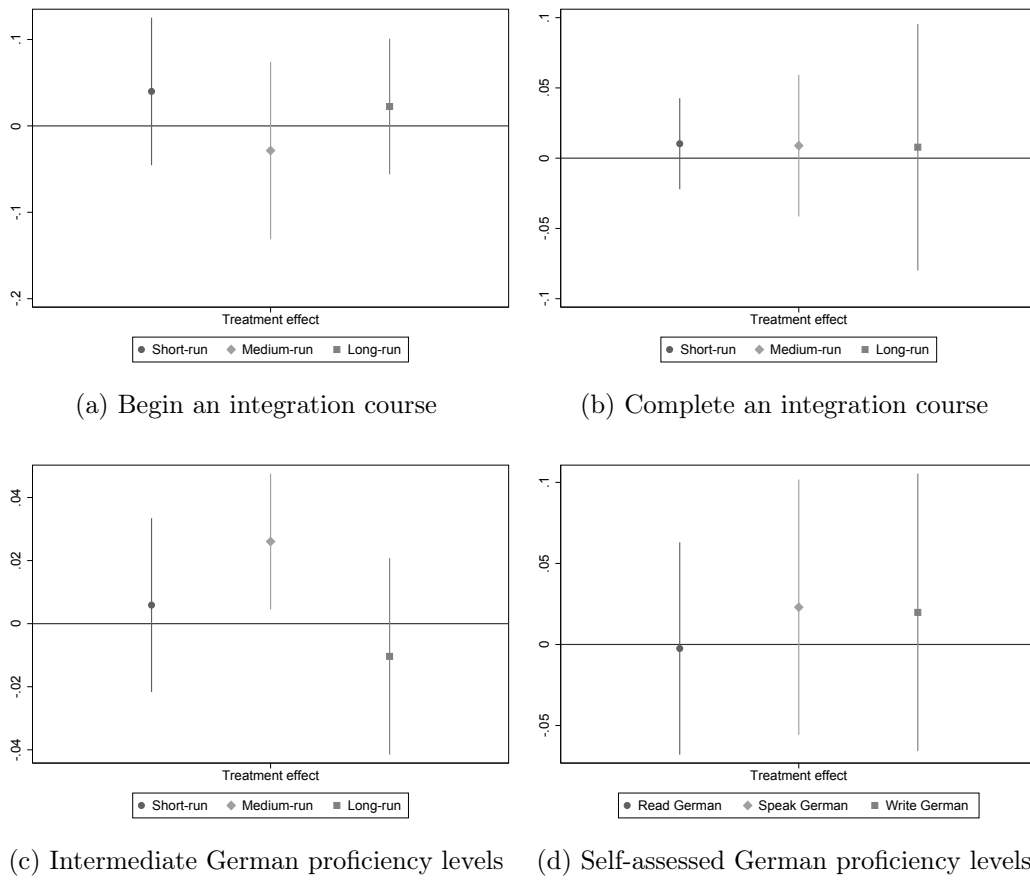 .1
0
-.1
-.2
Treatment effect
Short-run Medium-run Long-run
(a) Begin an integration course
.1
.05
0
-.05
-.1
Treatment effect
Short-run Medium-run Long-run
(b) Complete an integration course
.04
.02
0
-.02
-.04
Treatment effect
Short-run Medium-run Long-run
(c) Intermediate German proficiency levels
.1
.05
0
-.05
Treatment effect
Read German Speak German Write German
(d) Self-assessed German proficiency levels